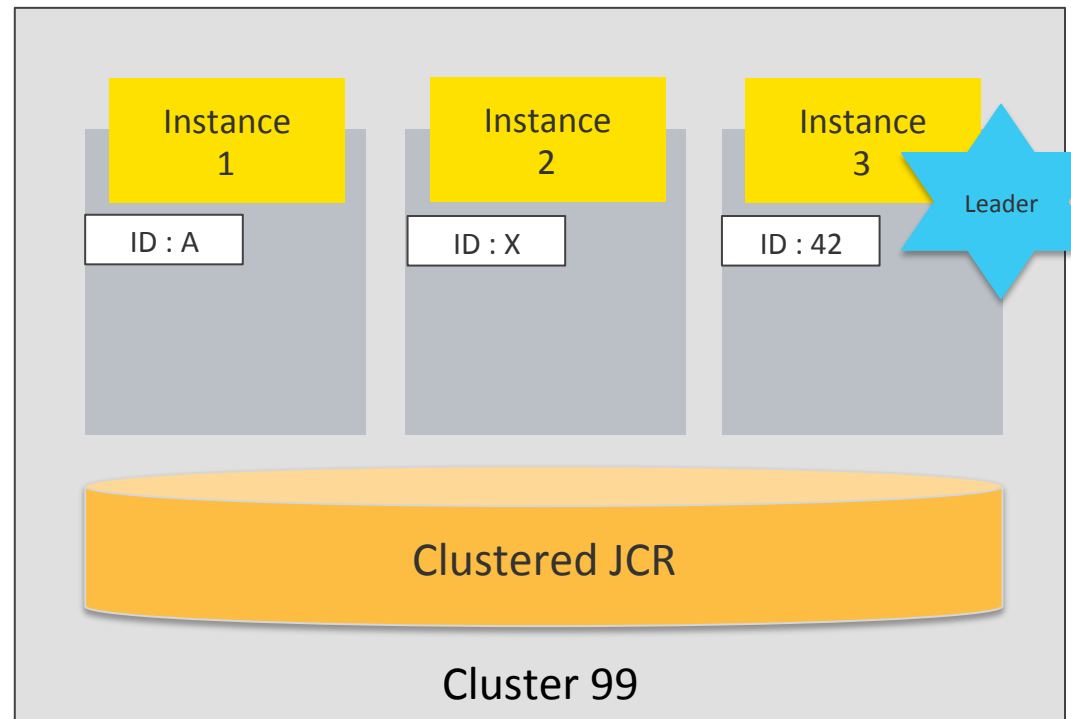 Instance
1
Instance
2
Instance
3
Leader
ID : A
ID : X
ID : 42
Clustered JCR
Cluster 99